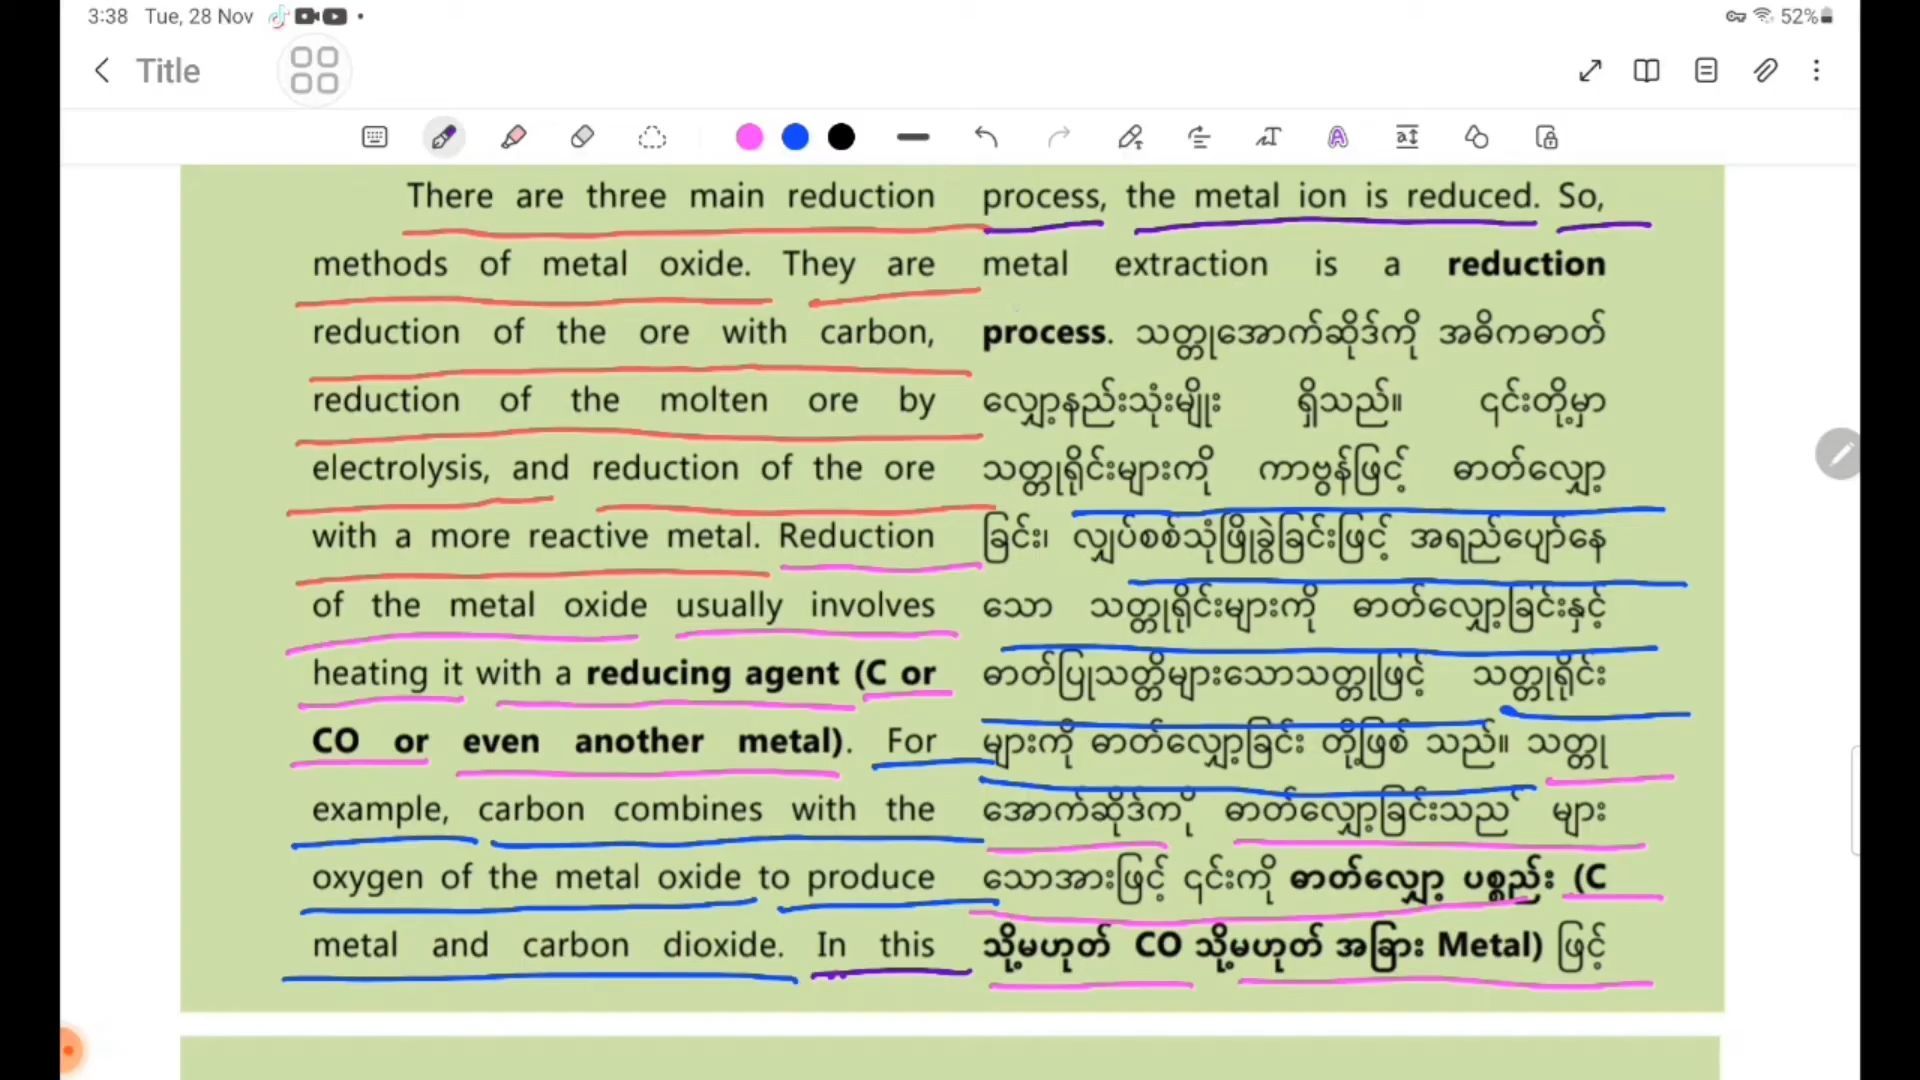 3:38 Tue, 28 Nov
52%
Title
There are three main reduction
methods of metal oxide. They are
reduction of the ore with carbon,
reduction of the molten ore by
electrolysis, and reduction of the ore
with a more reactive metal. Reduction
of the metal oxide usually involves
heating it with a reducing agent (C or
CO or even another metal). For
example, carbon combines with the
oxygen of the metal oxide to produce
metal and carbon dioxide. In this
process, the metal ion is reduced. So,
metal extraction is a reduction
process. သတ္တုအောက်ဆိုဒ်ကို အဓိကဓာတ်
လျှော့နည်းသုံးမျိုး ရှိသည်။ ၎င်းတို့မှာ
သတ္တုရိုင်းများကို ကာဗွန်ဖြင့် ဓာတ်လျှော့
ခြင်း၊ လျှပ်စစ်သုံဖြိုခွဲခြင်းဖြင့် အရည်ပျော်နေ
သော သတ္တုရိုင်းများကို ဓာတ်လျှော့ခြင်းနှင့်
ဓာတ်ပြုသတ္တိများသောသတ္တုဖြင့် သတ္တုရိုင်း
များကို ဓာတ်လျှော့ခြင်း တို့ဖြစ် သည်။ သတ္တု
အောက်ဆိုဒ်ကို ဓာတ်လျှော့ခြင်းသည် များ
သောအားဖြင့် ၎င်းကို ဓာတ်လျှော့ ပစ္စည်း (C
သို့မဟုတ် CO သို့မဟုတ် အခြား Metal) ဖြင့်